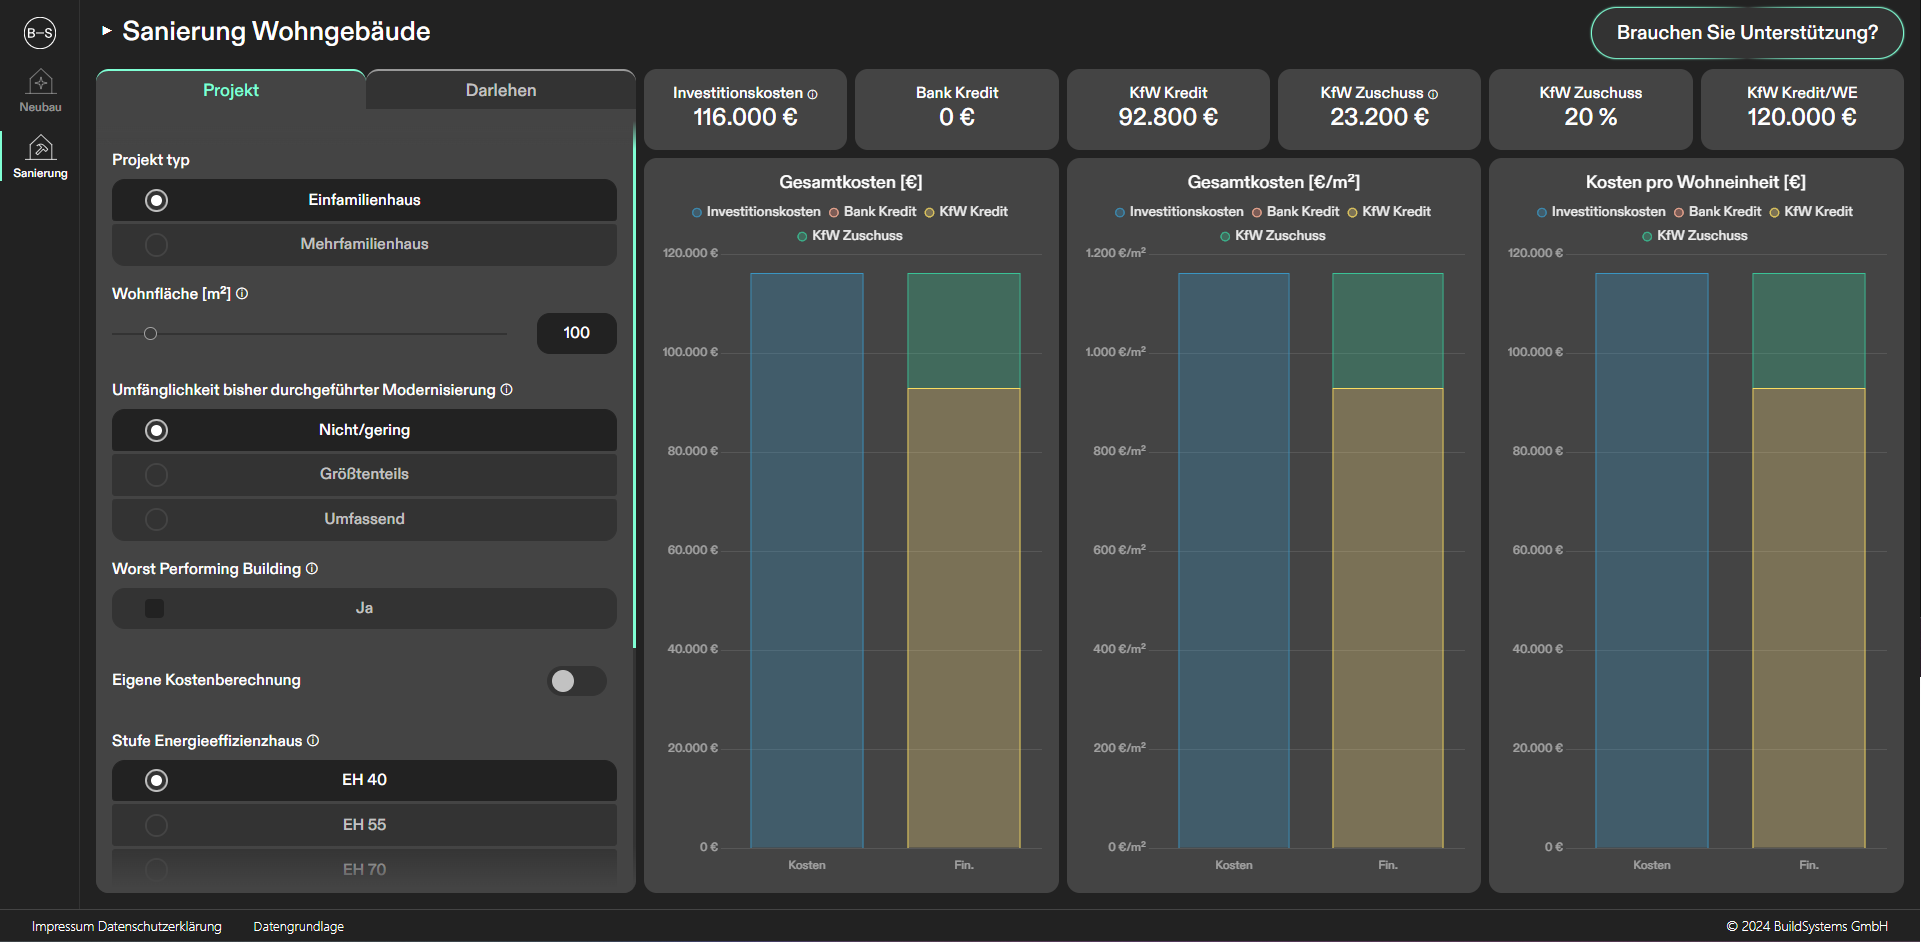 B–S
Neubau
Sanierung
Sanierung Wohngebäude
Brauchen Sie Unterstützung?
Projekt
Darlehen
Projekt typ
Einfamilienhaus
Mehrfamilienhaus
Wohnfläche [m²]
100
Umfänglichkeit bisher durchgeführter Modernisierung
Nicht/gering
Größtenteils
Umfassend
Worst Performing Building
Ja
Eigene Kostenberechnung
Stufe Energieeffizienzhaus
EH 40
EH 55
EH 70
Investitionskosten
116.000 €
Bank Kredit
0 €
KfW Kredit
92.800 €
KfW Zuschuss
23.200 €
KfW Zuschuss
20 %
KfW Kredit/WE
120.000 €
Gesamtkosten [€]
Investitionskosten Bank Kredit KfW Kredit
KfW Zuschuss
120.000 €
100.000 €
80.000 €
60.000 €
40.000 €
20.000 €
0 €
Kosten Fin.
Gesamtkosten [€/m²]
Investitionskosten Bank Kredit KfW Kredit
KfW Zuschuss
1.200 €/m²
1.000 €/m²
800 €/m²
600 €/m²
400 €/m²
200 €/m²
0 €/m²
Kosten Fin.
Kosten pro Wohneinheit [€]
Investitionskosten Bank Kredit KfW Kredit
KfW Zuschuss
120.000 €
100.000 €
80.000 €
60.000 €
40.000 €
20.000 €
0 €
Kosten Fin.
Impressum Datenschutzerklärung Datengrundlage
© 2024 BuildSystems GmbH